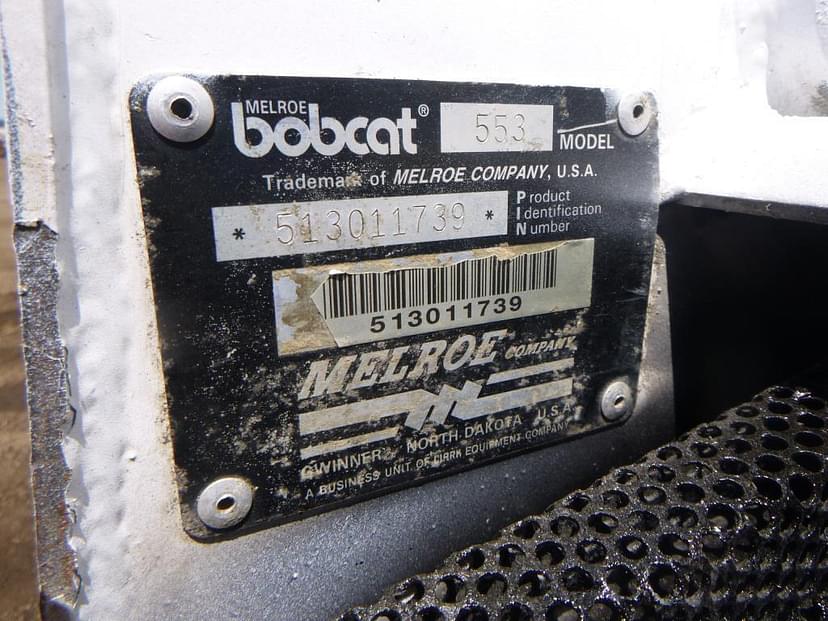 MELROE
bobcat® 553 MODEL
Trademark of MELROE COMPANY, U.S.A.
* 513011739 * Product Identification Number
513011739
MELROE COMPANY
GWINNER, NORTH DAKOTA U.S.A.
A BUSINESS UNIT OF CLARK EQUIPMENT COMPANY